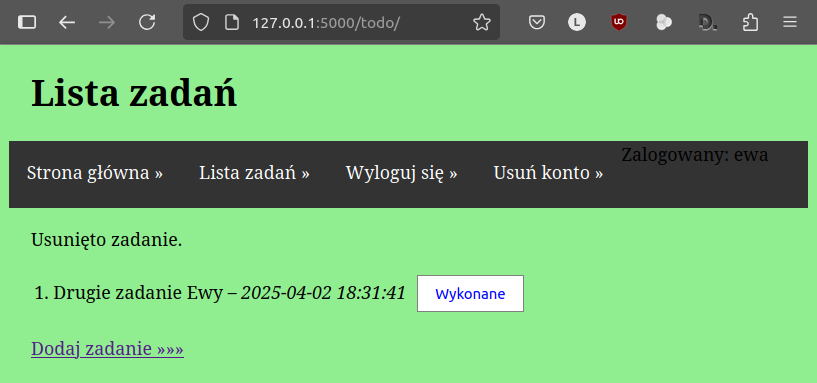 127.0.0.1:5000/todo/
L
Lista zadań
Strona główna » Lista zadań » Wyloguj się » Usuń konto » Zalogowany: ewa
Usunięto zadanie.
1. Drugie zadanie Ewy – 2025-04-02 18:31:41 Wykonane
Dodaj zadanie »»»